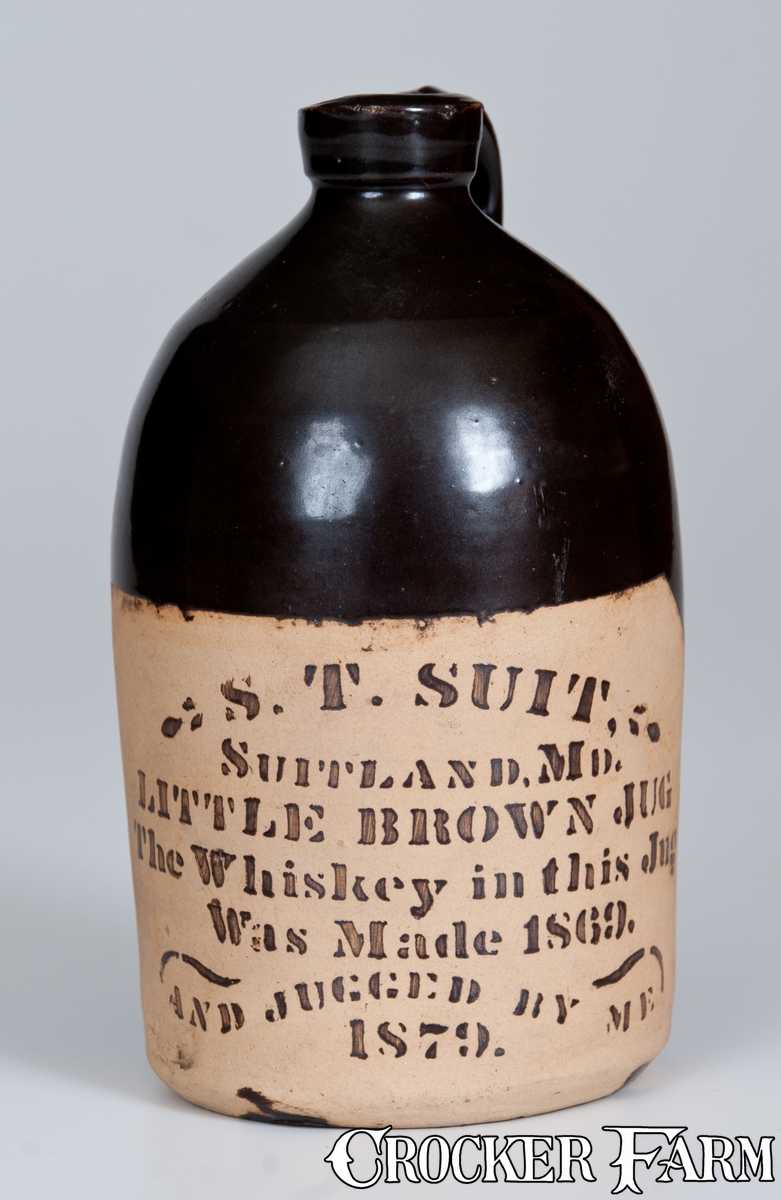 S. T. SUIT,
SUITLAND, MD.
LITTLE BROWN JUG
The Whiskey in this Jug
Was Made 1869.
AND JUGGED BY ME
1879.
CROCKER FARM